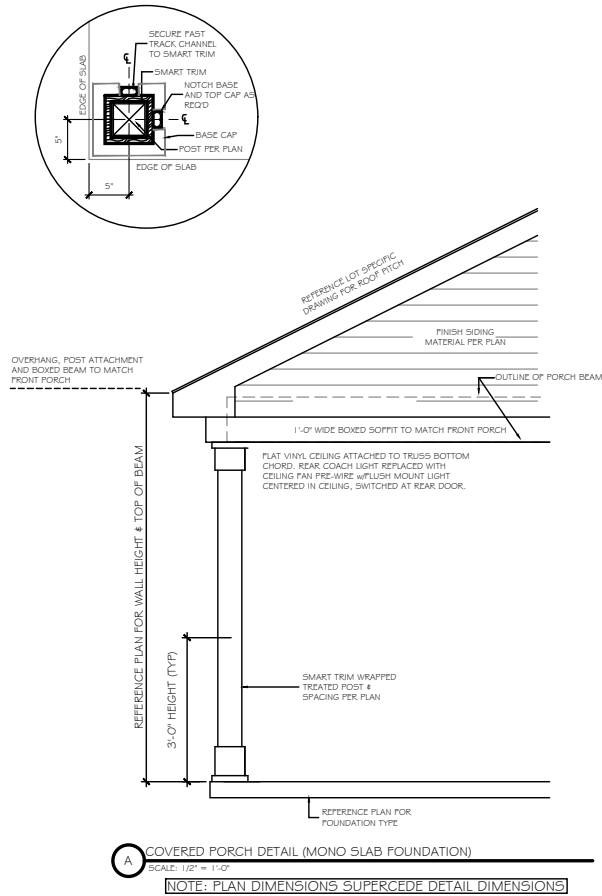 SECURE FAST
TRACK CHANNEL
TO SMART TRIM
℄
SMART TRIM
NOTCH BASE
AND TOP CAP AS
REQ'D
℄
BASE CAP
POST PER PLAN
EDGE OF SLAB
EDGE OF SLAB
5"
5"
REFERENCE LOT SPECIFIC
DRAWING FOR ROOF PITCH
FINISH SIDING
MATERIAL PER PLAN
OVERHANG, POST ATTACHMENT
AND BOXED BEAM TO MATCH
FRONT PORCH
OUTLINE OF PORCH BEAM
1'-0" WIDE BOXED SOFFIT TO MATCH FRONT PORCH
FLAT VINYL CEILING ATTACHED TO TRUSS BOTTOM
CHORD. REAR COACH LIGHT REPLACED WITH
CEILING FAN PRE-WIRE w/FLUSH MOUNT LIGHT
CENTERED IN CEILING, SWITCHED AT REAR DOOR.
REFERENCE PLAN FOR WALL HEIGHT & TOP OF BEAM
3'-0" HEIGHT (TYP)
SMART TRIM WRAPPED
TREATED POST &
SPACING PER PLAN
REFERENCE PLAN FOR
FOUNDATION TYPE
A
COVERED PORCH DETAIL (MONO SLAB FOUNDATION)
SCALE: 1/2" = 1'-0"
NOTE: PLAN DIMENSIONS SUPERCEDE DETAIL DIMENSIONS